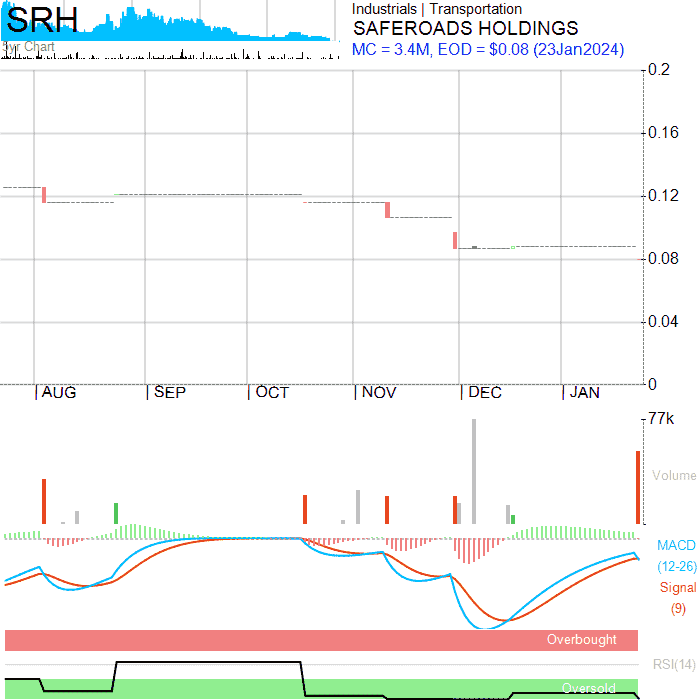 SRH
5yr Chart
Industrials | Transportation
SAFEROADS HOLDINGS
MC = 3.4M, EOD = $0.08 (23Jan2024)
0.2
0.16
0.12
0.08
0.04
0
| AUG | SEP | OCT | NOV | DEC | JAN
77k
Volume
MACD
(12-26)
Signal
(9)
Overbought
RSI(14)
Oversold